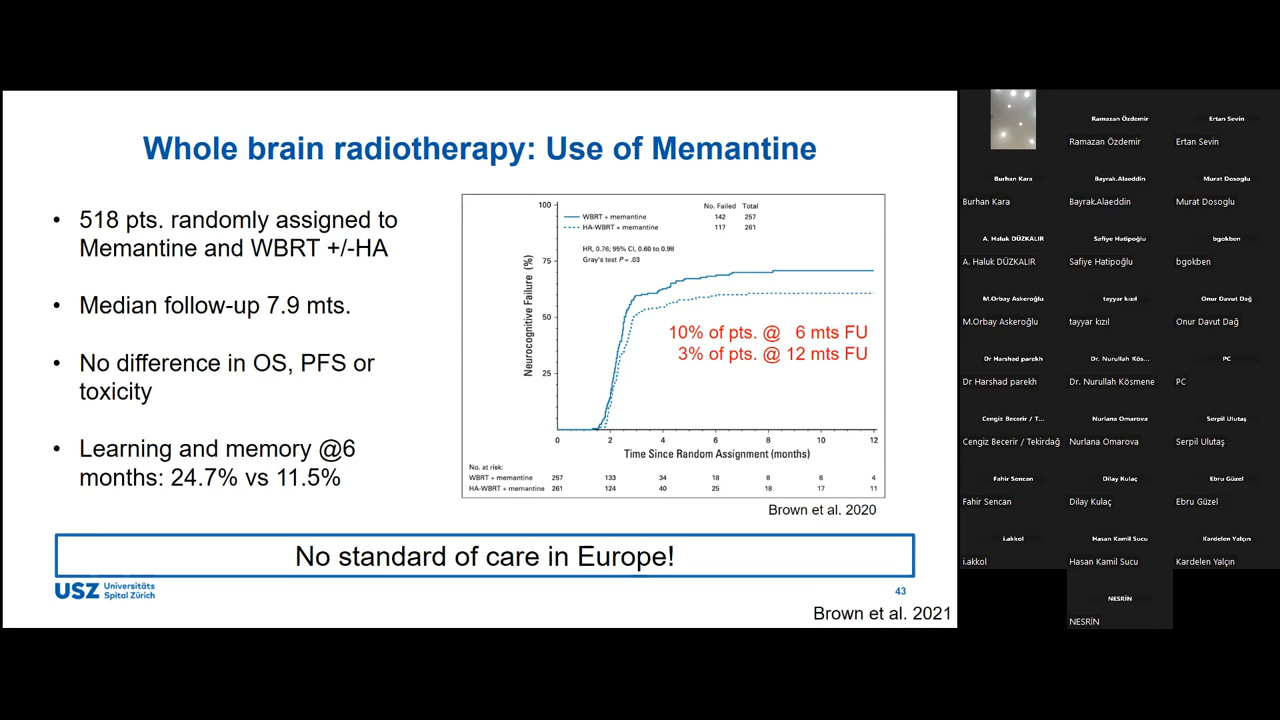 Whole brain radiotherapy: Use of Memantine
• 518 pts. randomly assigned to
Memantine and WBRT +/-HA
• Median follow-up 7.9 mts.
• No difference in OS, PFS or
toxicity
• Learning and memory @6
months: 24.7% vs 11.5%
No. Failed Total
WBRT + memantine 142 257
HA-WBRT + memantine 117 261
HR, 0.76; 95% CI, 0.60 to 0.98
Gray's test P = .03
Neurocognitive Failure (%)
100
75
50
25
10% of pts. @ 6 mts FU
3% of pts. @ 12 mts FU
0 2 4 6 8 10 12
Time Since Random Assignment (months)
No. at risk:
WBRT + memantine 257 133 34 18 8 6 4
HA-WBRT + memantine 261 124 40 25 18 17 11
Brown et al. 2020
No standard of care in Europe!
USZ Universitäts
Spital Zürich
43
Brown et al. 2021
Ramazan Özdemir Ertan Sevin
Ramazan Özdemir Ertan Sevin
Burhan Kara Bayrak.Alaeddin Murat Dosoglu
Burhan Kara Bayrak.Alaeddin Murat Dosoglu
A. Haluk DÜZKALIR Safiye Hatipoğlu bgokben
A. Haluk DÜZKALIR Safiye Hatipoğlu bgokben
M.Orbay Askeroğlu tayyar kızıl Onur Davut Dağ
M.Orbay Askeroğlu tayyar kızıl Onur Davut Dağ
Dr Harshad parekh Dr. Nurullah Kös... PC
Dr Harshad parekh Dr. Nurullah Kösmene PC
Cengiz Becerir / T... Nurlana Omarova Serpil Ulutaş
Cengiz Becerir / Tekirdağ Nurlana Omarova Serpil Ulutaş
Fahir Sencan Dilay Kulaç Ebru Güzel
Fahir Sencan Dilay Kulaç Ebru Güzel
i.akkol Hasan Kamil Sucu Kardelen Yalçın
i.akkol Hasan Kamil Sucu Kardelen Yalçın
NESRİN
NESRİN